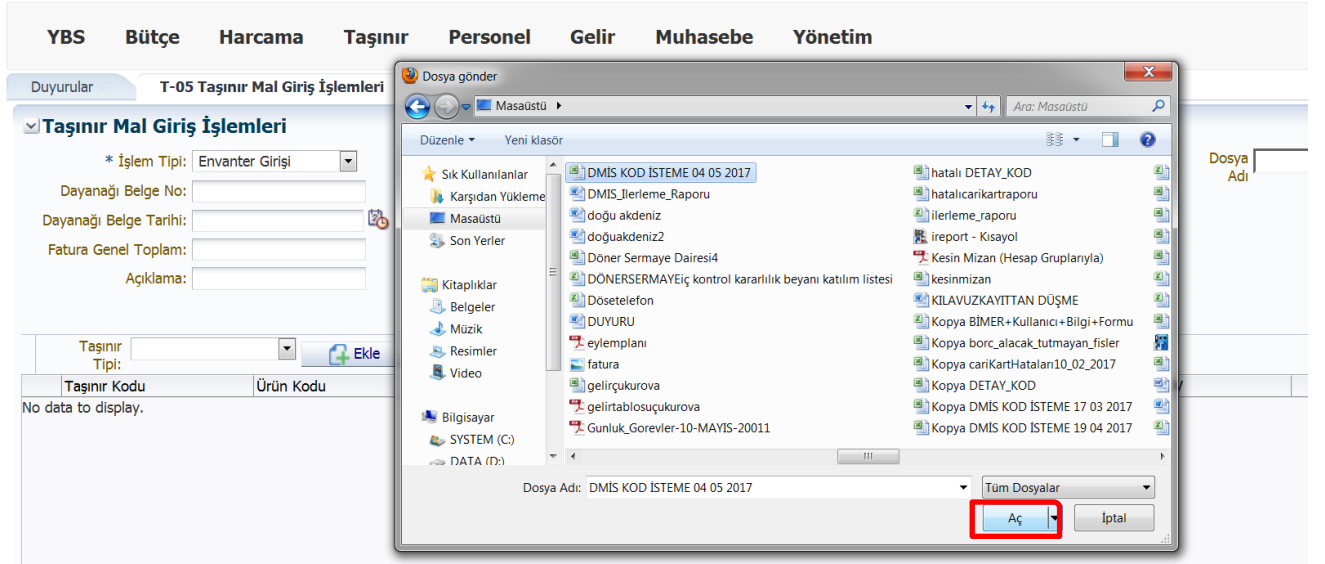 YBS Bütçe Harcama Taşınır Personel Gelir Muhasebe Yönetim
Duyurular T-05 Taşınır Mal Giriş İşlemleri
Taşınır Mal Giriş İşlemleri
* İşlem Tipi: Envanter Girişi
Dayanağı Belge No:
Dayanağı Belge Tarihi:
Fatura Genel Toplam:
Açıklama:
Taşınır
Tipi:
Ekle
Taşınır Kodu Ürün Kodu
No data to display.
Dosya
Adı
Dosya gönder
Masaüstü
Ara: Masaüstü
Düzenle Yeni klasör
Sık Kullanılanlar
Karşıdan Yükleme
Masaüstü
Son Yerler
Kitaplıklar
Belgeler
Müzik
Resimler
Video
Bilgisayar
SYSTEM (C:)
DATA (D:)
DMİS KOD İSTEME 04 05 2017
DMIS_Ilerleme_Raporu
doğu akdeniz
doğuakdeniz2
Döner Sermaye Dairesi4
DÖNERSERMAYEiç kontrol kararlılık beyanı katılım listesi
Dösetelefon
DUYURU
eylemplanı
fatura
gelirçukurova
gelirtablosuçukurova
Gunluk_Gorevler-10-MAYIS-20011
hatalı DETAY_KOD
hatalıcarikartraporu
ilerleme_raporu
ireport - Kısayol
Kesin Mizan (Hesap Gruplarıyla)
kesinmizan
KILAVUZKAYITTAN DÜŞME
Kopya BİMER+Kullanıcı+Bilgi+Formu
Kopya borc_alacak_tutmayan_fisler
Kopya cariKartHataları10_02_2017
Kopya DETAY_KOD
Kopya DMİS KOD İSTEME 17 03 2017
Kopya DMİS KOD İSTEME 19 04 2017
Dosya Adı: DMİS KOD İSTEME 04 05 2017 Tüm Dosyalar
Aç İptal